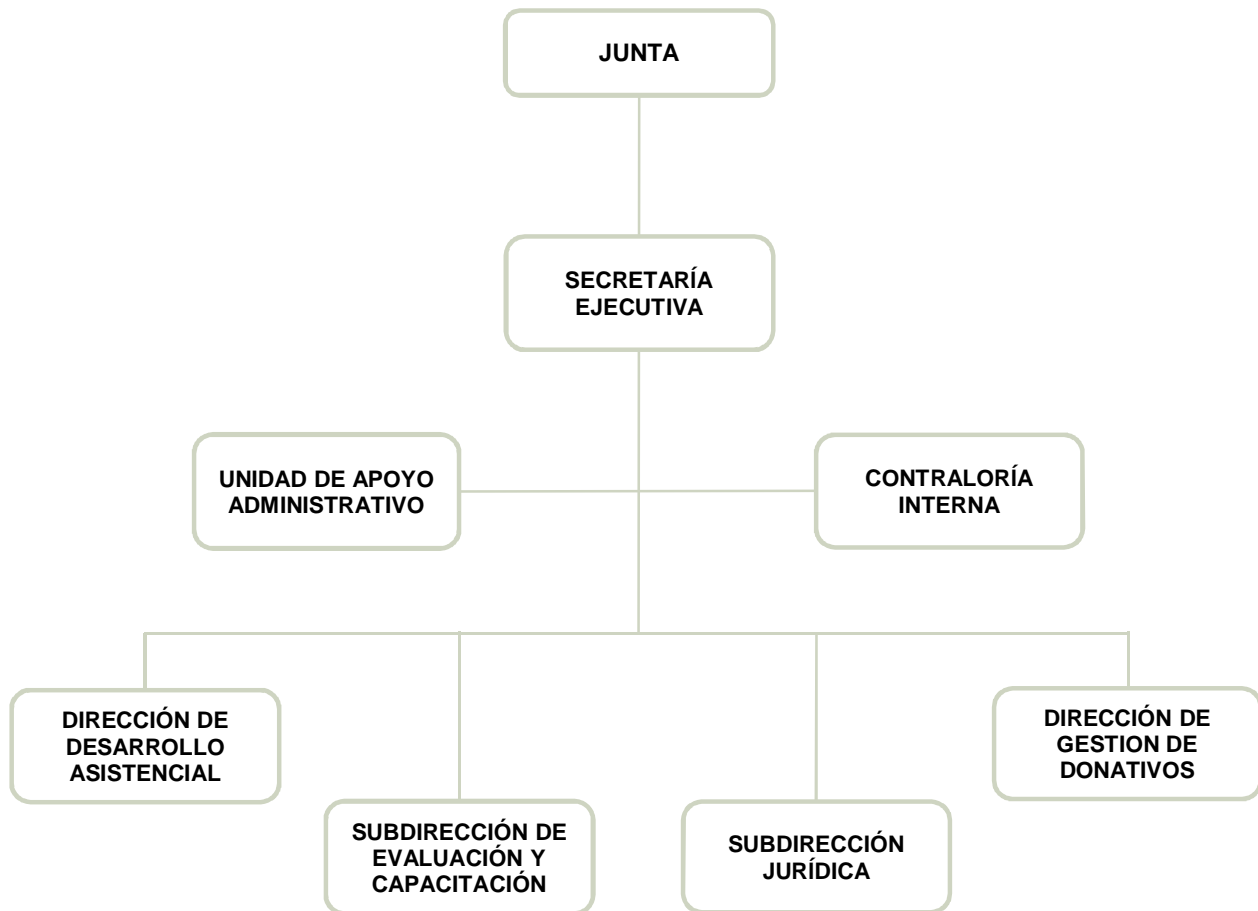 JUNTA
SECRETARÍA
EJECUTIVA
UNIDAD DE APOYO
ADMINISTRATIVO
CONTRALORÍA
INTERNA
DIRECCIÓN DE
DESARROLLO
ASISTENCIAL
SUBDIRECCIÓN DE
EVALUACIÓN Y
CAPACITACIÓN
SUBDIRECCIÓN
JURÍDICA
DIRECCIÓN DE
GESTION DE
DONATIVOS